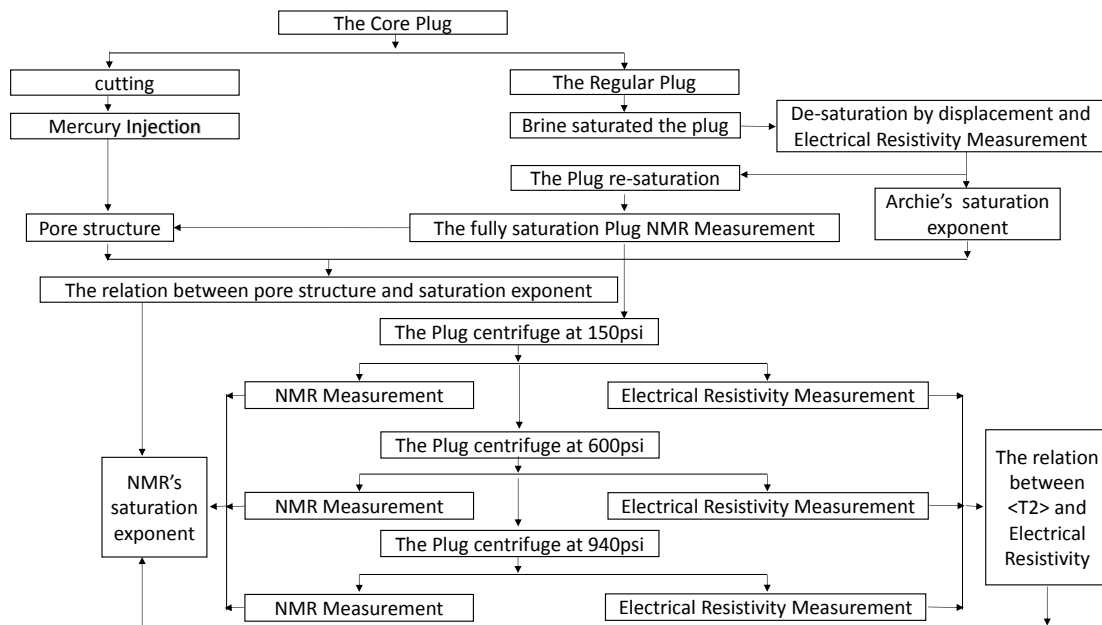 The Core Plug
cutting
The Regular Plug
Mercury Injection
Brine saturated the plug
De-saturation by displacement and
Electrical Resistivity Measurement
The Plug re-saturation
Archie's saturation
exponent
Pore structure
The fully saturation Plug NMR Measurement
The relation between pore structure and saturation exponent
The Plug centrifuge at 150psi
NMR Measurement
Electrical Resistivity Measurement
The Plug centrifuge at 600psi
NMR's
saturation
exponent
NMR Measurement
Electrical Resistivity Measurement
The relation
between
<T2> and
Electrical
Resistivity
The Plug centrifuge at 940psi
NMR Measurement
Electrical Resistivity Measurement